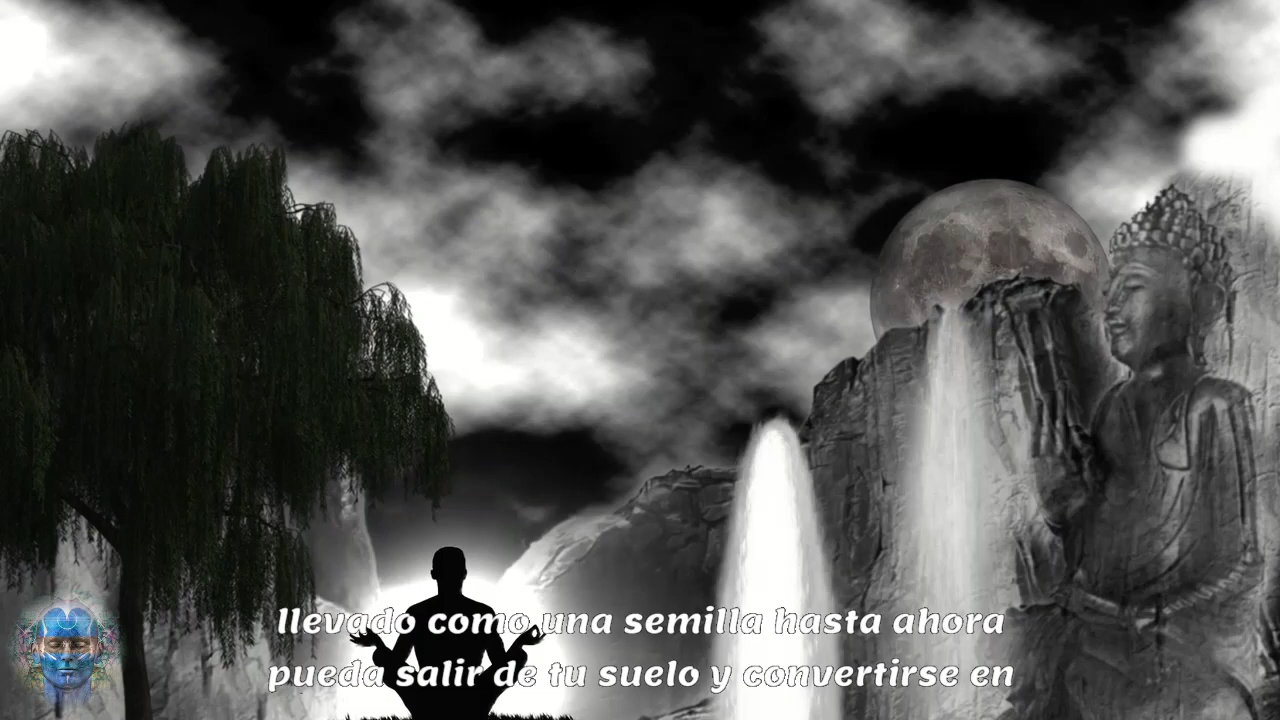 llevado como una semilla hasta ahora
pueda salir de tu suelo y convertirse en